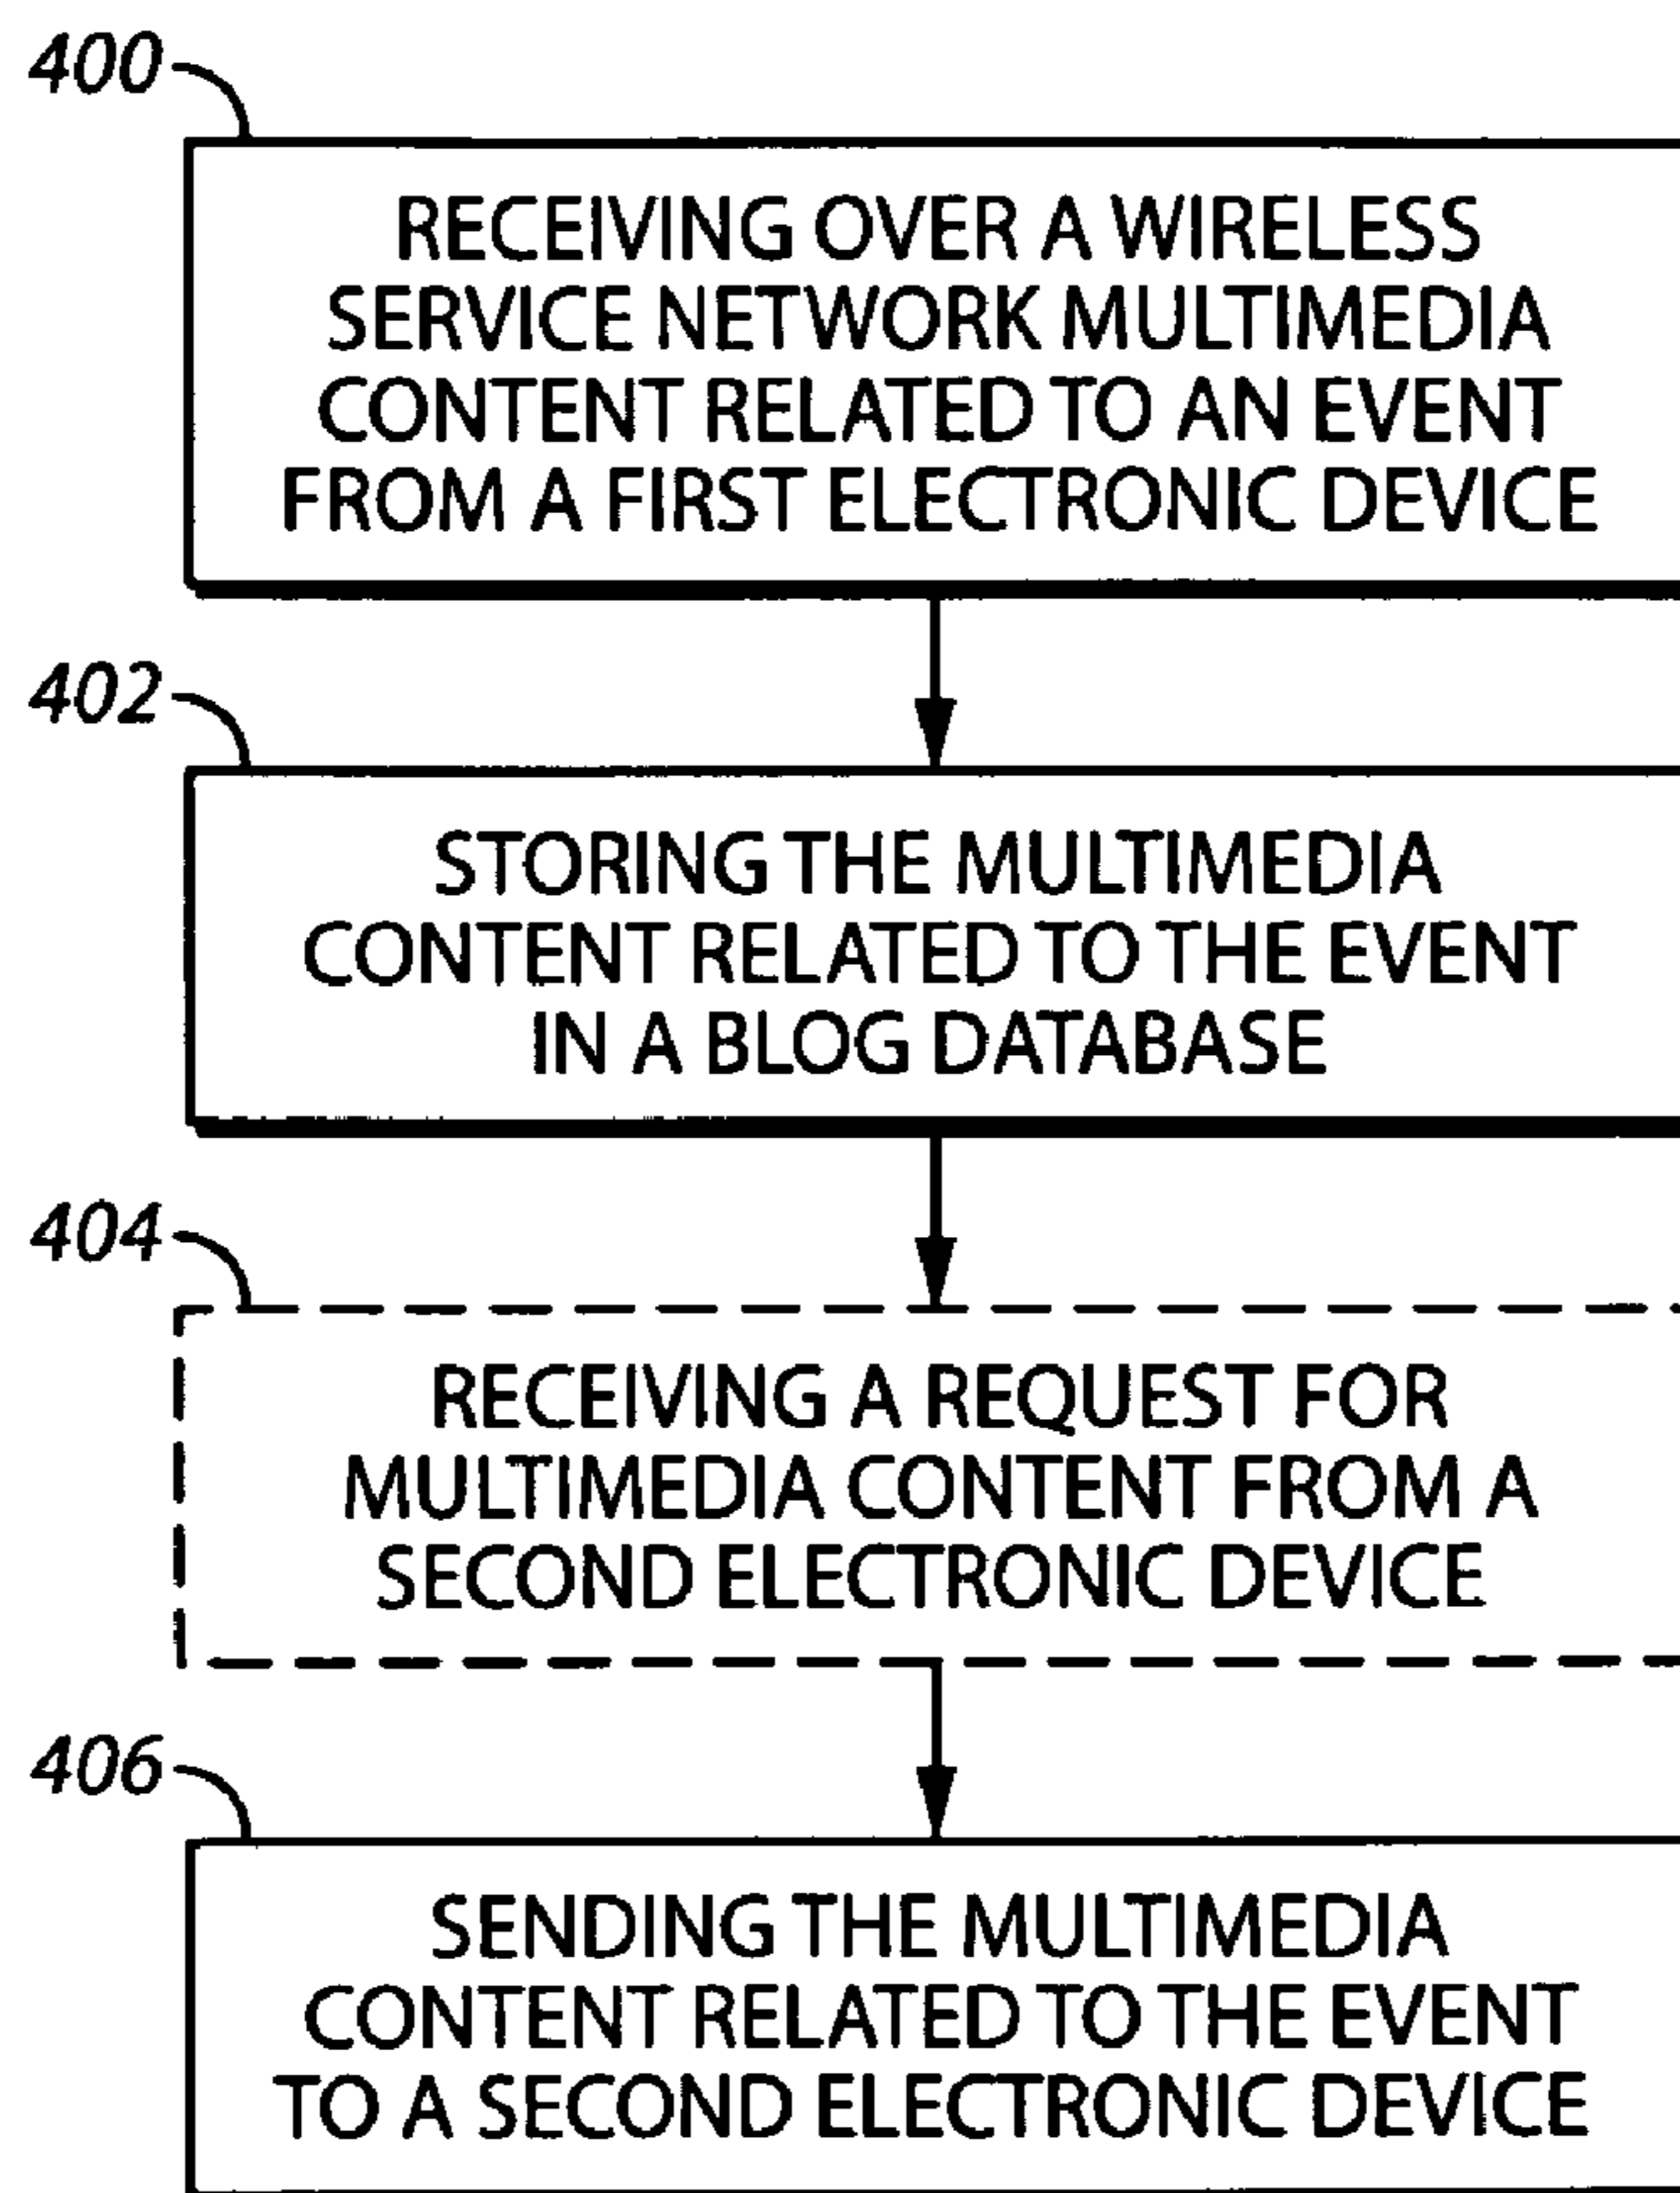 400
RECEIVING OVER A WIRELESS
SERVICE NETWORK MULTIMEDIA
CONTENT RELATED TO AN EVENT
FROM A FIRST ELECTRONIC DEVICE
402
STORING THE MULTIMEDIA
CONTENT RELATED TO THE EVENT
IN A BLOG DATABASE
404
RECEIVING A REQUEST FOR
MULTIMEDIA CONTENT FROM A
SECOND ELECTRONIC DEVICE
406
SENDING THE MULTIMEDIA
CONTENT RELATED TO THE EVENT
TO A SECOND ELECTRONIC DEVICE